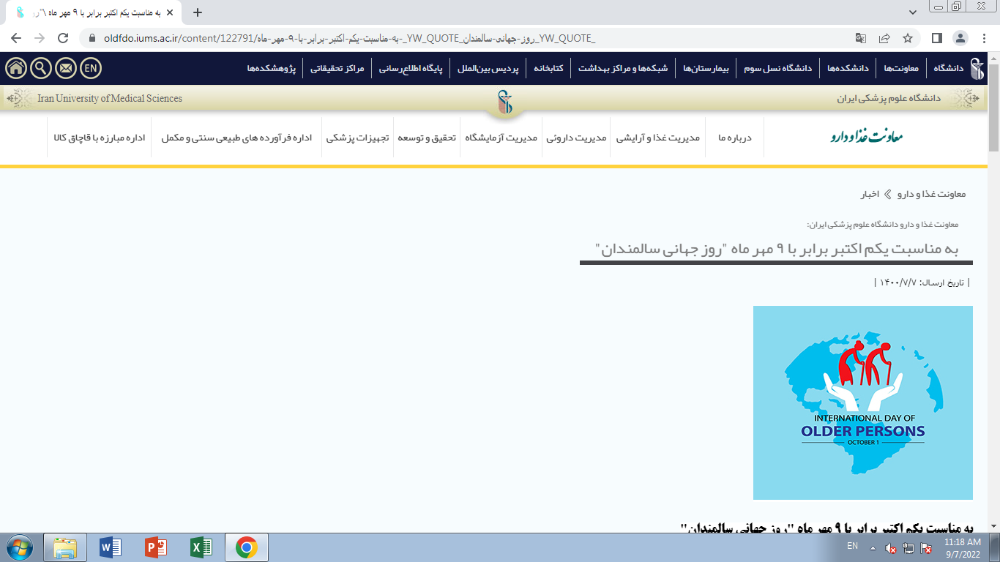 به مناسبت یکم اکتبر برابر با ۹ مهر ماه \"روز
oldfdo.iums.ac.ir/content/122791/به-مناسبت-یکم-اکتبر-برابر-با-۹-مهر-ماه-_YW_QUOTE_روز-جهانی-سالمندان_YW_QUOTE_
دانشگاه معاونت‌ها دانشکده‌ها دانشگاه نسل سوم بیمارستان‌ها شبکه‌ها و مراکز بهداشت کتابخانه پردیس بین‌الملل پایگاه اطلاع‌رسانی مراکز تحقیقاتی پژوهشکده‌ها EN
دانشگاه علوم پزشکی ایران Iran University of Medical Sciences
معاونت غذا و دارو
درباره ما مدیریت غذا و آرایشی مدیریت داروئی مدیریت آزمایشگاه تحقیق و توسعه تجهیزات پزشکی اداره فرآورده های طبیعی سنتی و مکمل اداره مبارزه با قاچاق کالا
معاونت غذا و دارو اخبار
معاونت غذا و دارو دانشگاه علوم پزشکی ایران:
به مناسبت یکم اکتبر برابر با ۹ مهر ماه "روز جهانی سالمندان"
| تاریخ ارسال: ۱۴۰۰/۷/۷ |
INTERNATIONAL DAY OF
OLDER PERSONS
OCTOBER 1
به مناسبت یکم اکتبر برابر با ۹ مهر ماه "روز جهانی سالمندان"
EN 11:18 AM
9/7/2022